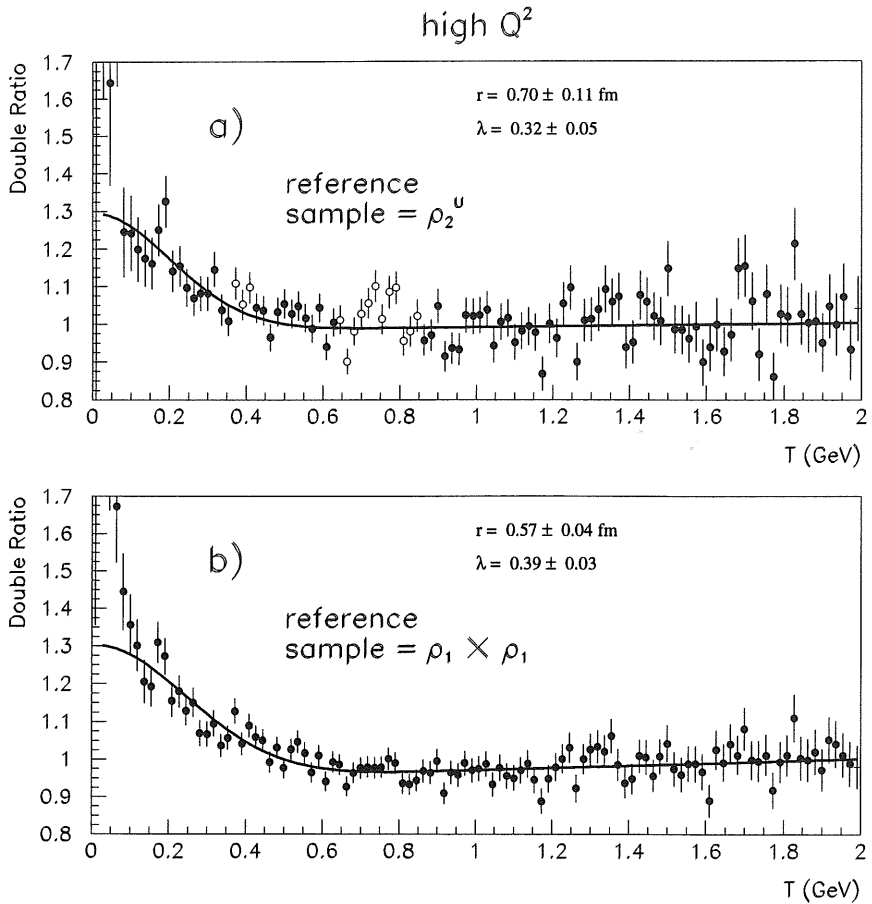 high Q²
Double Ratio
1.7
1.6
1.5
1.4
1.3
1.2
1.1
1
0.9
0.8
a)
r = 0.70 ± 0.11 fm
λ = 0.32 ± 0.05
reference
sample = ρ₂ᵁ
0 0.2 0.4 0.6 0.8 1 1.2 1.4 1.6 1.8 2
T (GeV)
Double Ratio
1.7
1.6
1.5
1.4
1.3
1.2
1.1
1
0.9
0.8
b)
r = 0.57 ± 0.04 fm
λ = 0.39 ± 0.03
reference
sample = ρ₁ × ρ₁
0 0.2 0.4 0.6 0.8 1 1.2 1.4 1.6 1.8 2
T (GeV)